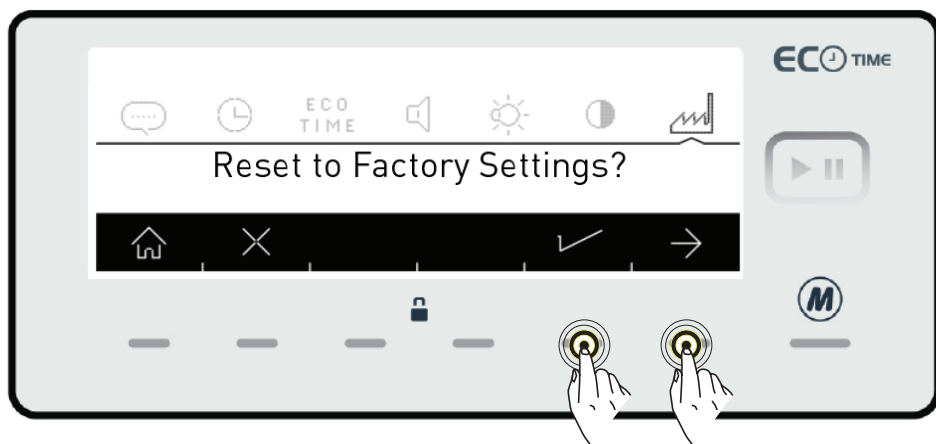 ECO TIME
ECO
TIME
Reset to Factory Settings?
M